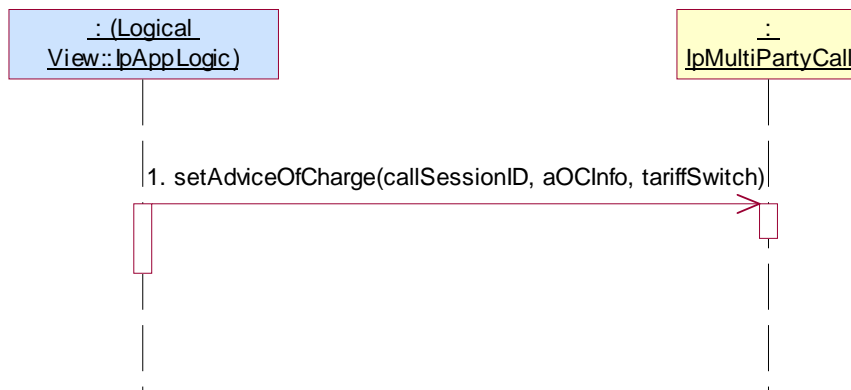 : (Logical
View::IpAppLogic)
:
IpMultiPartyCall
1. setAdviceOfCharge(callSessionID, aOCInfo, tariffSwitch)